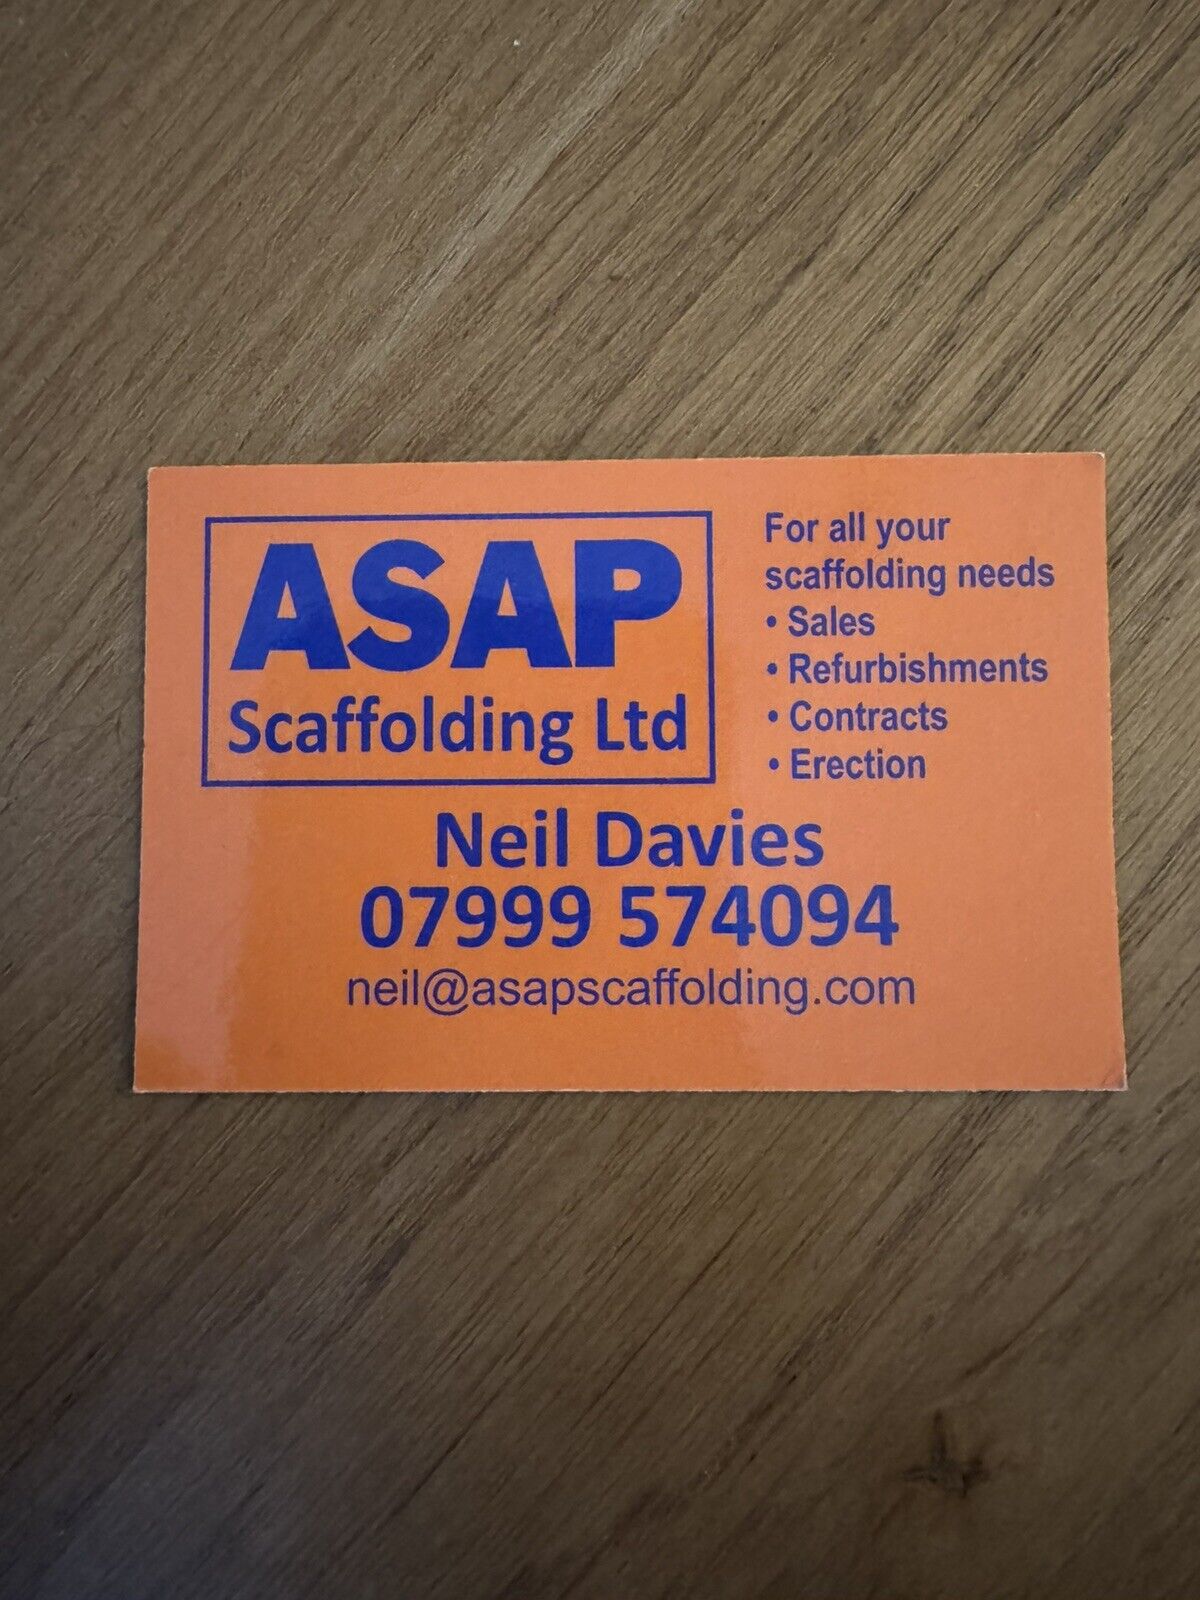 ASAP
Scaffolding Ltd
For all your
scaffolding needs
• Sales
• Refurbishments
• Contracts
• Erection
Neil Davies
07999 574094
neil@asapscaffolding.com